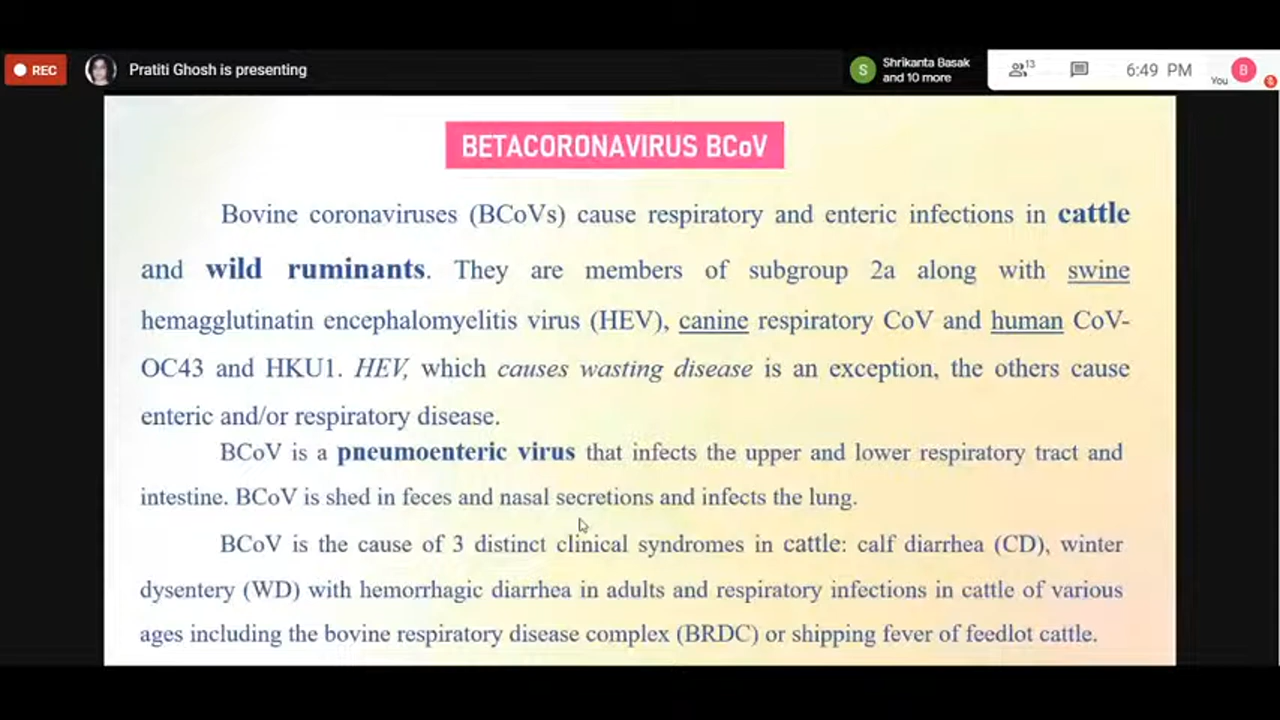 REC
Pratiti Ghosh is presenting
S
Shrikanta Basak
and 10 more
13
6:49 PM
You
B
BETACORONAVIRUS BCoV
Bovine coronaviruses (BCoVs) cause respiratory and enteric infections in cattle
and wild ruminants. They are members of subgroup 2a along with swine
hemagglutinatin encephalomyelitis virus (HEV), canine respiratory CoV and human CoV-
OC43 and HKU1. HEV, which causes wasting disease is an exception, the others cause
enteric and/or respiratory disease.
BCoV is a pneumoenteric virus that infects the upper and lower respiratory tract and
intestine. BCoV is shed in feces and nasal secretions and infects the lung.
BCoV is the cause of 3 distinct clinical syndromes in cattle: calf diarrhea (CD), winter
dysentery (WD) with hemorrhagic diarrhea in adults and respiratory infections in cattle of various
ages including the bovine respiratory disease complex (BRDC) or shipping fever of feedlot cattle.